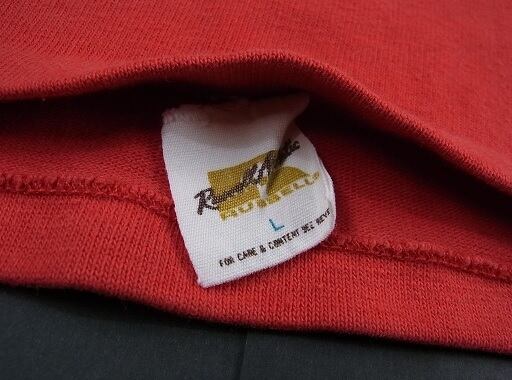 Russell Athletic
RUSSELL
L
FOR CARE & CONTENT SEE REVE